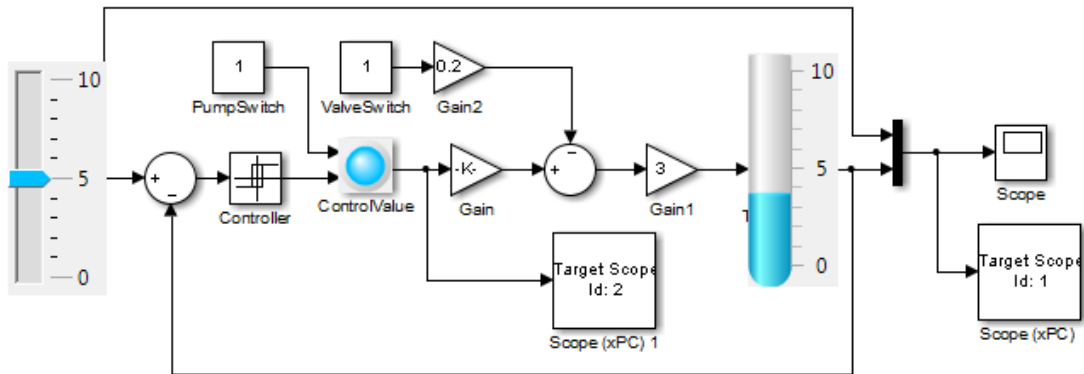 10
5
0
1
PumpSwitch
1
ValveSwitch
0.2
Gain2
+
-
Controller
ControlValue
-K-
Gain
-
+
3
Gain1
Target Scope
Id: 2
Scope (xPC) 1
10
5
0
Scope
Target Scope
Id: 1
Scope (xPC)